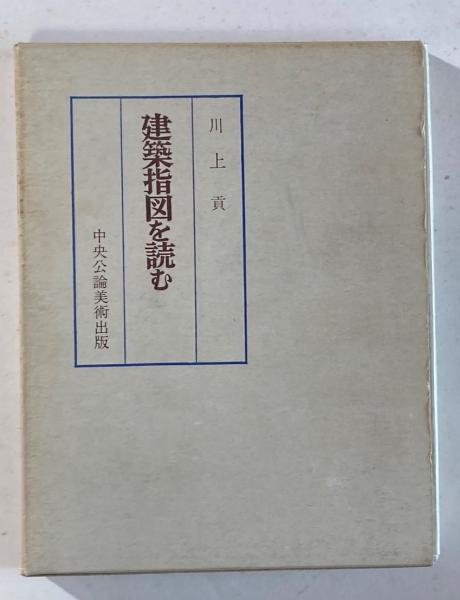 川上 貢
建築指図を読む
中央公論美術出版